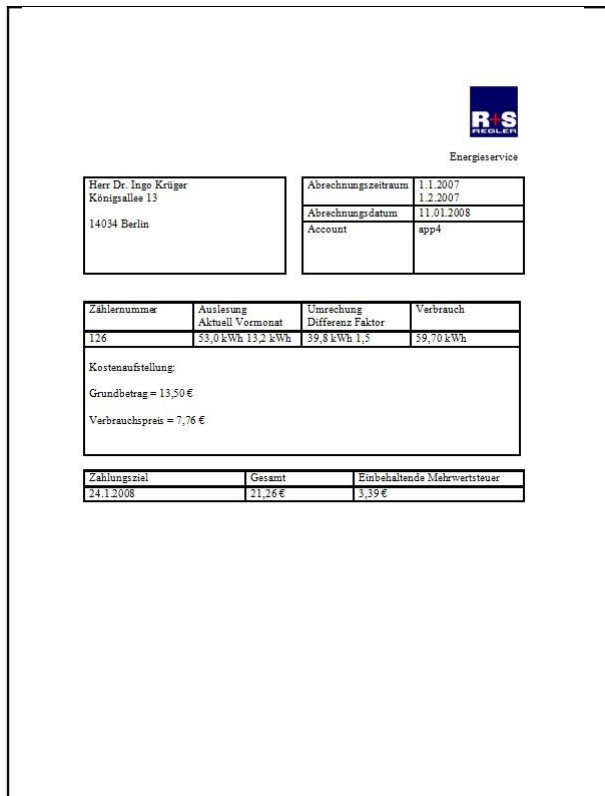 R+S
REGLER
Energieservice
Herr Dr. Ingo Krüger
Königsallee 13
14034 Berlin
Abrechnungszeitraum 1.1.2007
1.2.2007
Abrechnungsdatum 11.01.2008
Account app4
Zählernummer Auslesung Umrechung Verbrauch
Aktuell Vormonat Differenz Faktor
126 53,0 kWh 13,2 kWh 39,8 kWh 1,5 59,70 kWh
Kostenaufstellung:
Grundbetrag = 13,50 €
Verbrauchspreis = 7,76 €
Zahlungsziel Gesamt Einbehaltende Mehrwertsteuer
24.1.2008 21,26 € 3,39 €